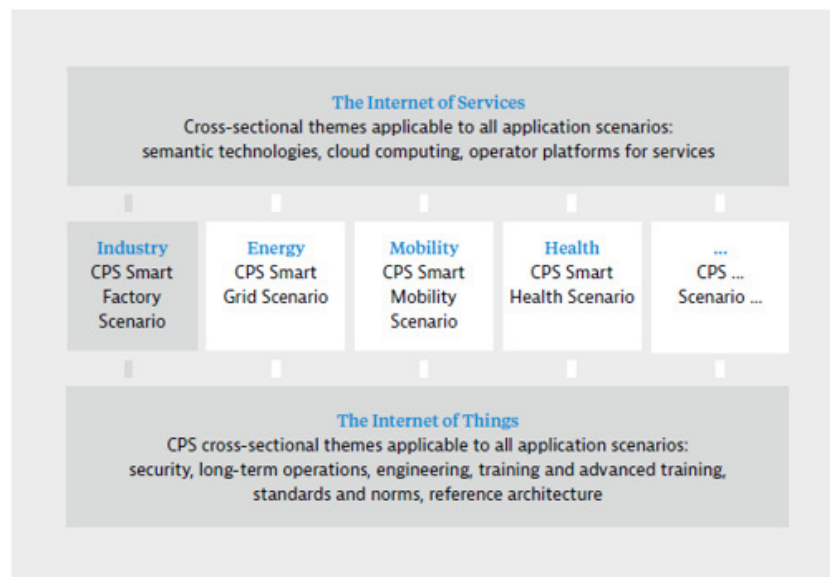 The Internet of Services
Cross-sectional themes applicable to all application scenarios:
semantic technologies, cloud computing, operator platforms for services
Industry
CPS Smart
Factory
Scenario
Energy
CPS Smart
Grid Scenario
Mobility
CPS Smart
Mobility
Scenario
Health
CPS Smart
Health Scenario
...
CPS ...
Scenario ...
The Internet of Things
CPS cross-sectional themes applicable to all application scenarios:
security, long-term operations, engineering, training and advanced training,
standards and norms, reference architecture